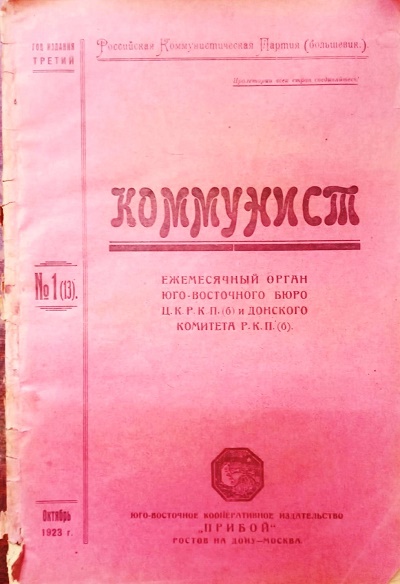 ГОД ИЗДАНИЯ
ТРЕТИЙ
Российская Коммунистическая Партия (большевик.)
Пролетарии всех стран соединяйтесь!
КОММУНИСТ
№ 1 (13).
ЕЖЕМЕСЯЧНЫЙ ОРГАН
ЮГО-ВОСТОЧНОГО БЮРО
Ц. К. Р. К. П. (б) и ДОНСКОГО
КОМИТЕТА Р. К. П. (б).
Октябрь
1923 г.
ЮГО-ВОСТОЧНОЕ КООПЕРАТИВНОЕ ИЗДАТЕЛЬСТВО
„ПРИБОЙ"
РОСТОВ НА ДОНУ—МОСКВА